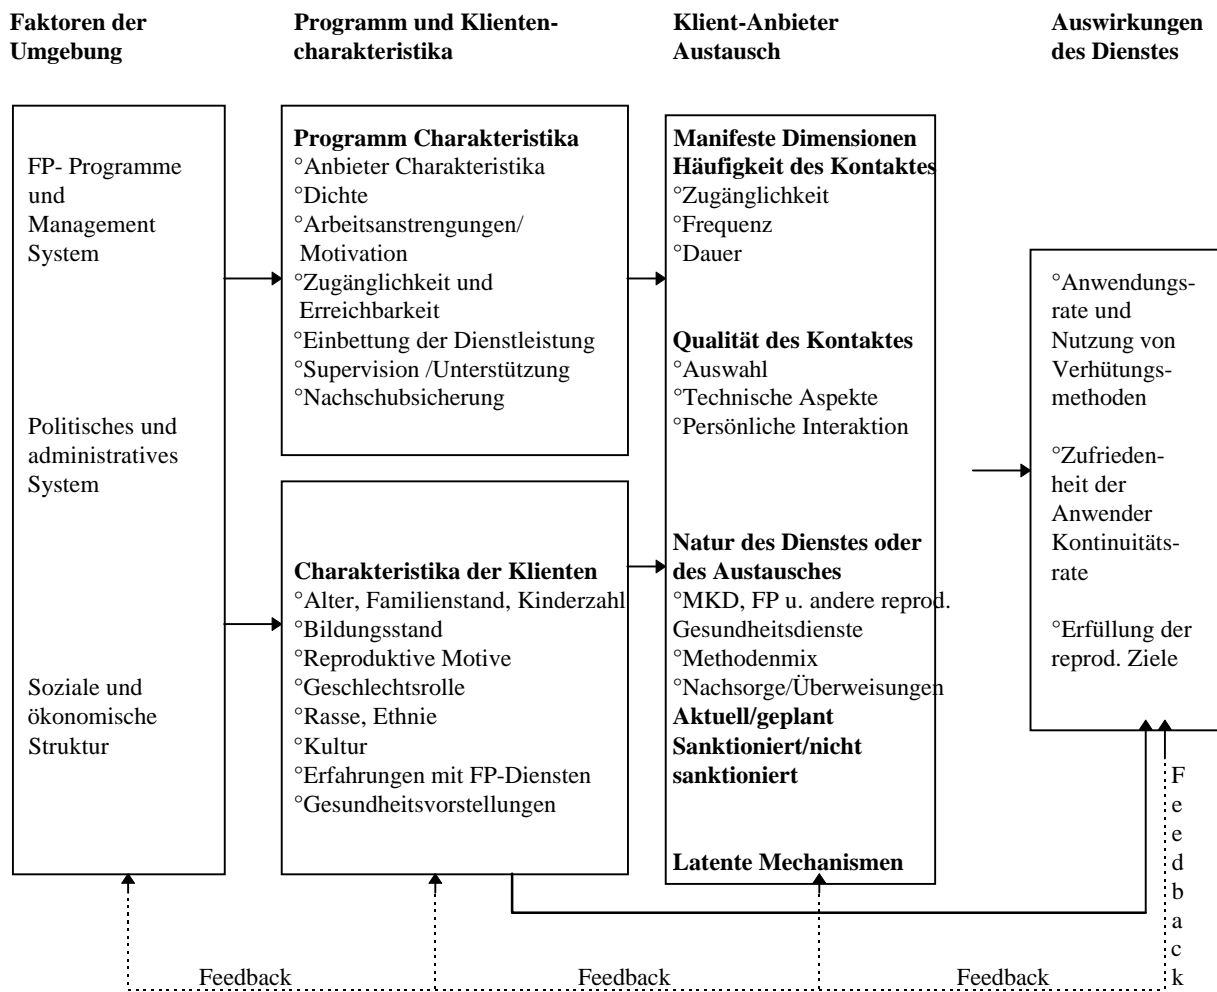 Faktoren der
Umgebung
Programm und Klienten-
charakteristika
Klient-Anbieter
Austausch
Auswirkungen
des Dienstes
FP- Programme
und
Management
System
Politisches und
administratives
System
Soziale und
ökonomische
Struktur
Programm Charakteristika
°Anbieter Charakteristika
°Dichte
°Arbeitsanstrengungen/
Motivation
°Zugänglichkeit und
Erreichbarkeit
°Einbettung der Dienstleistung
°Supervision /Unterstützung
°Nachschubsicherung
Charakteristika der Klienten
°Alter, Familienstand, Kinderzahl
°Bildungsstand
°Reproduktive Motive
°Geschlechtsrolle
°Rasse, Ethnie
°Kultur
°Erfahrungen mit FP-Diensten
°Gesundheitsvorstellungen
Manifeste Dimensionen
Häufigkeit des Kontaktes
°Zugänglichkeit
°Frequenz
°Dauer
Qualität des Kontaktes
°Auswahl
°Technische Aspekte
°Persönliche Interaktion
Natur des Dienstes oder
des Austausches
°MKD, FP u. andere reprod.
Gesundheitsdienste
°Methodenmix
°Nachsorge/Überweisungen
Aktuell/geplant
Sanktioniert/nicht
sanktioniert
Latente Mechanismen
°Anwendungs-
rate und
Nutzung von
Verhütungs-
methoden
°Zufrieden-
heit der
Anwender
Kontinuitäts-
rate
°Erfüllung der
reprod. Ziele
Feedback
Feedback
Feedback
Feedback